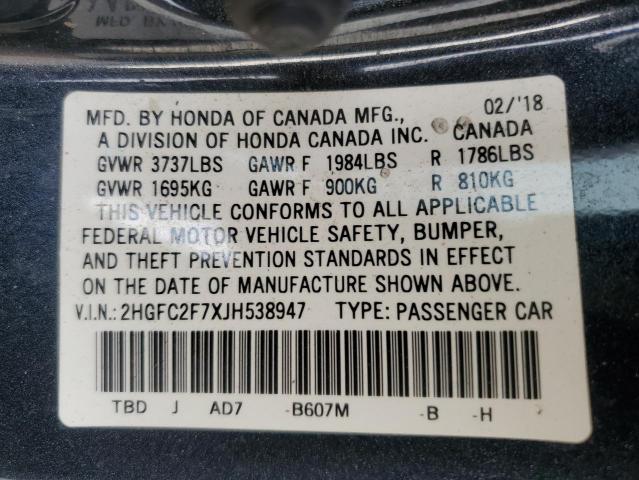 MFD. BY HONDA OF CANADA MFG., 02/'18
A DIVISION OF HONDA CANADA INC. CANADA
GVWR 3737LBS GAWR F 1984LBS R 1786LBS
GVWR 1695KG GAWR F 900KG R 810KG
THIS VEHICLE CONFORMS TO ALL APPLICABLE
FEDERAL MOTOR VEHICLE SAFETY, BUMPER,
AND THEFT PREVENTION STANDARDS IN EFFECT
ON THE DATE OF MANUFACTURE SHOWN ABOVE.
V.I.N.: 2HGFC2F7XJH538947 TYPE: PASSENGER CAR
TBD J AD7 -B607M -B -H